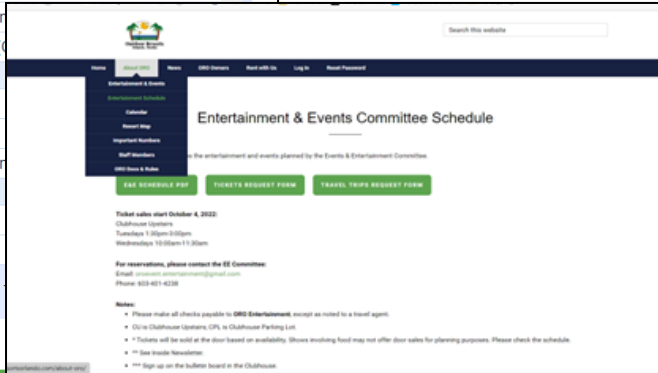 Search this website
Home About ORO News ORO Owners Rent with Us Log In Reset Password
Entertainment & Events
Entertainment Schedule
Calendar
Resort Map
Important Numbers
Staff Members
ORO Docs & Rules
Entertainment & Events Committee Schedule
the entertainment and events planned by the Events & Entertainment Committee.
E&E SCHEDULE PDF TICKETS REQUEST FORM TRAVEL TRIPS REQUEST FORM
Ticket sales start October 4, 2022:
Clubhouse Upstairs
Tuesdays 1:30pm-3:00pm
Wednesdays 10:00am-11:30am
For reservations, please contact the EE Committee:
Email: oroevent.entertainment@gmail.com
Phone: 603-401-4238
Notes:
• Please make all checks payable to ORO Entertainment, except as noted to a travel agent.
• CU is Clubhouse Upstairs; CPL is Clubhouse Parking Lot.
• * Tickets will be sold at the door based on availability. Shows involving food may not offer door sales for planning purposes. Please check the schedule.
• ** See Inside Newsletter.
• *** Sign up on the bulletin board in the Clubhouse.